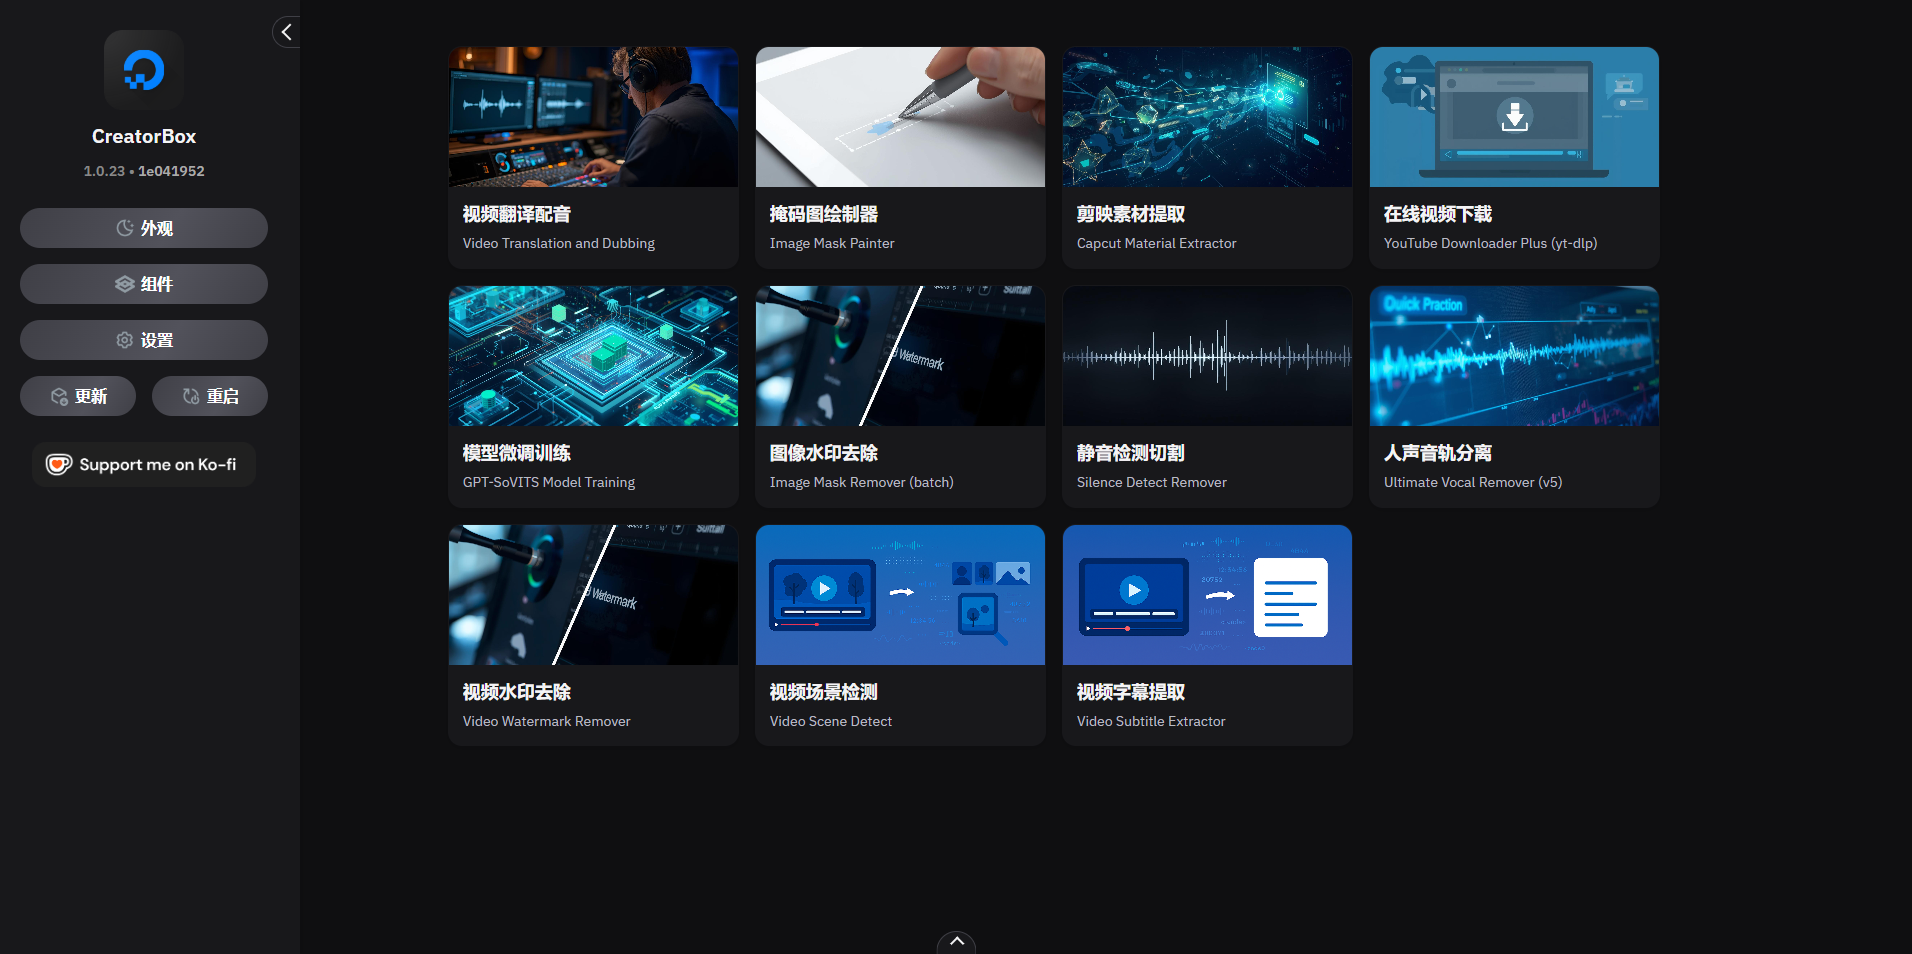 CreatorBox
1.0.23 • 1e041952
外观
组件
设置
更新
重启
Support me on Ko-fi
视频翻译配音
Video Translation and Dubbing
掩码图绘制器
Image Mask Painter
剪映素材提取
Capcut Material Extractor
在线视频下载
YouTube Downloader Plus (yt-dlp)
模型微调训练
GPT-SoVITS Model Training
Watermark
图像水印去除
Image Mask Remover (batch)
静音检测切割
Silence Detect Remover
Quick Praction
人声音轨分离
Ultimate Vocal Remover (v5)
Watermark
视频水印去除
Video Watermark Remover
视频场景检测
Video Scene Detect
视频字幕提取
Video Subtitle Extractor